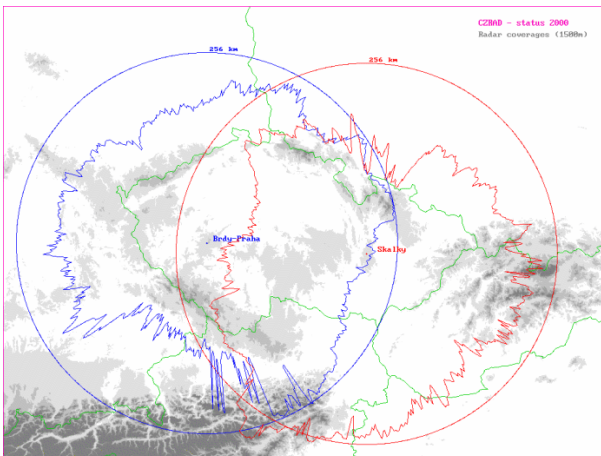 CZRAD - status 2000
Radar coverages (1500m)
256 km
256 km
Brdy-Praha
Skalky